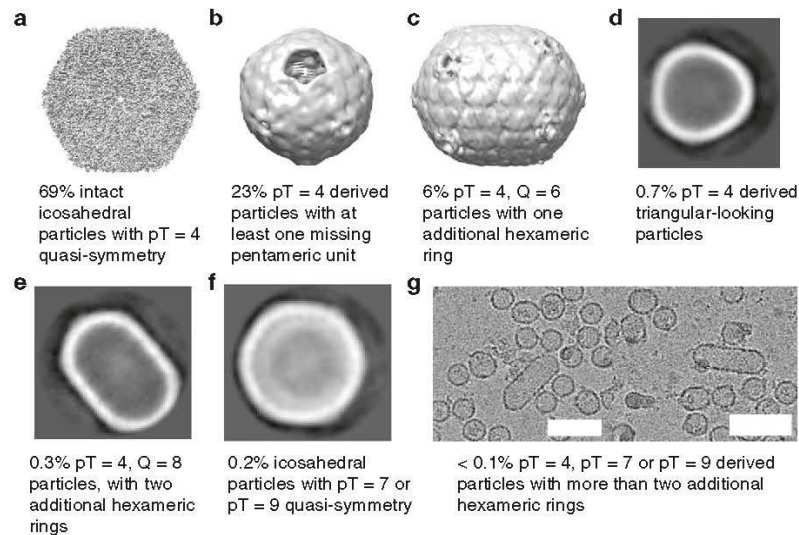 a
69% intact
icosahedral
particles with pT = 4
quasi-symmetry
b
23% pT = 4 derived
particles with at
least one missing
pentameric unit
c
6% pT = 4, Q = 6
particles with one
additional hexameric
ring
d
0.7% pT = 4 derived
triangular-looking
particles
e
0.3% pT = 4, Q = 8
particles, with two
additional hexameric
rings
f
0.2% icosahedral
particles with pT = 7 or
pT = 9 quasi-symmetry
g
< 0.1% pT = 4, pT = 7 or pT = 9 derived
particles with more than two additional
hexameric rings